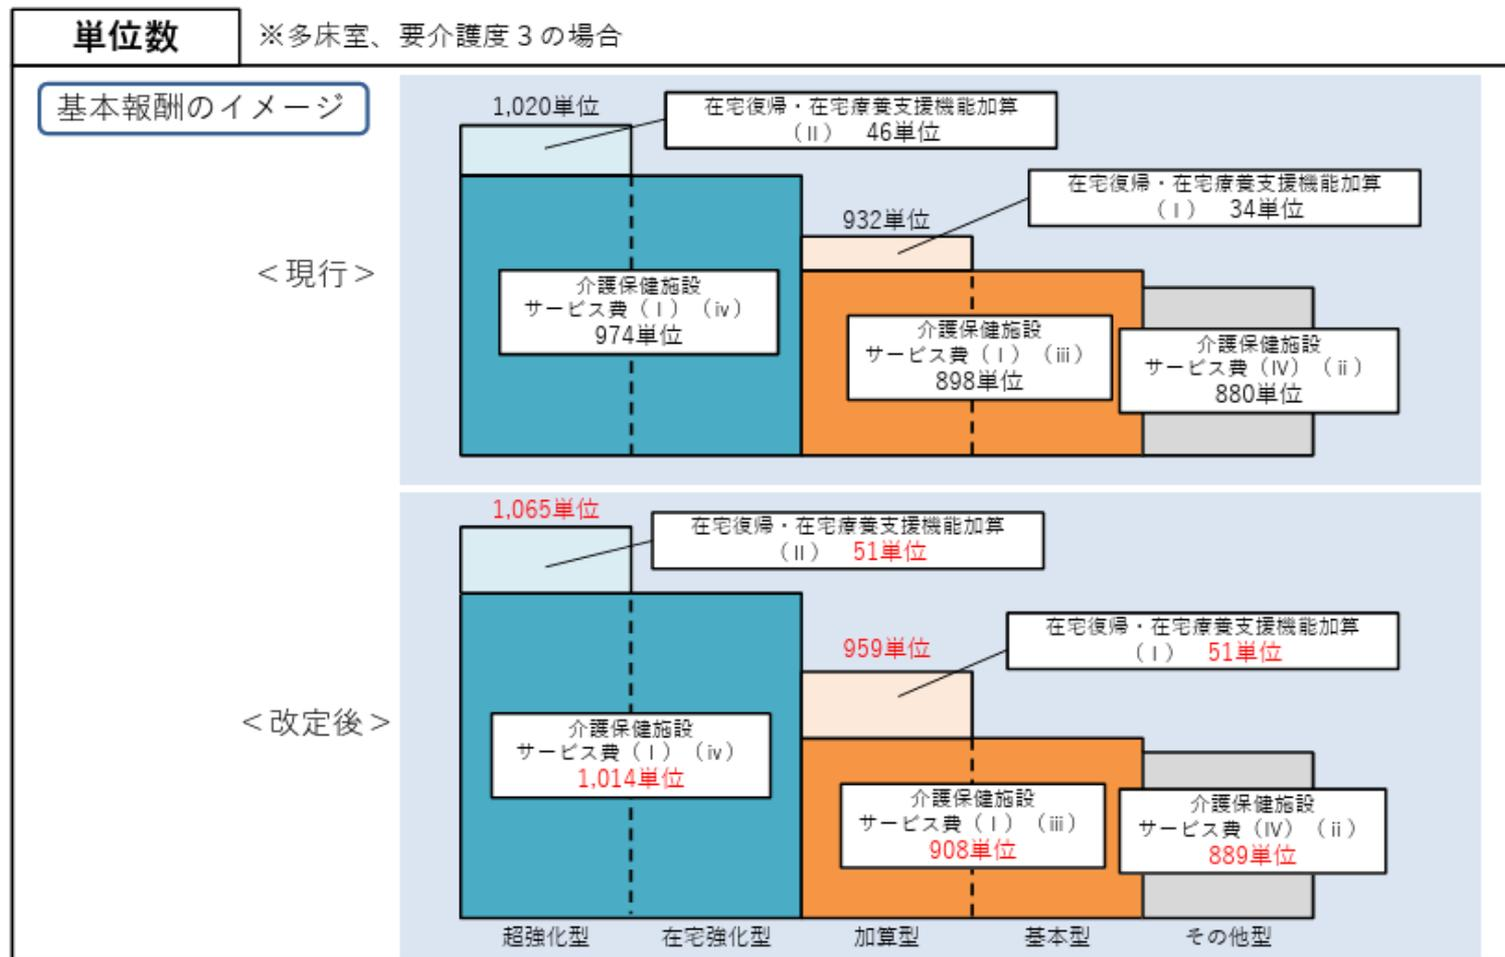 単位数
※多床室、要介護度３の場合
基本報酬のイメージ
＜現行＞
1,020単位
在宅復帰・在宅療養支援機能加算
（Ⅱ） 46単位
932単位
在宅復帰・在宅療養支援機能加算
（Ⅰ） 34単位
介護保健施設
サービス費（Ⅰ）（ⅳ）
974単位
介護保健施設
サービス費（Ⅰ）（ⅲ）
898単位
介護保健施設
サービス費（Ⅳ）（ⅱ）
880単位
＜改定後＞
1,065単位
在宅復帰・在宅療養支援機能加算
（Ⅱ） 51単位
959単位
在宅復帰・在宅療養支援機能加算
（Ⅰ） 51単位
介護保健施設
サービス費（Ⅰ）（ⅳ）
1,014単位
介護保健施設
サービス費（Ⅰ）（ⅲ）
908単位
介護保健施設
サービス費（Ⅳ）（ⅱ）
889単位
超強化型
在宅強化型
加算型
基本型
その他型